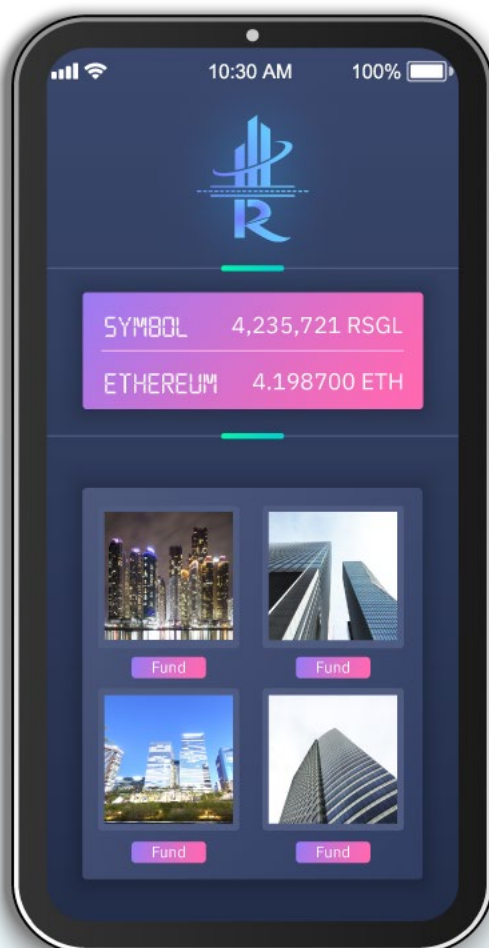 10:30 AM 100%
R
SYMBOL 4,235,721 RSGL
ETHEREUM 4.198700 ETH
Fund Fund
Fund Fund